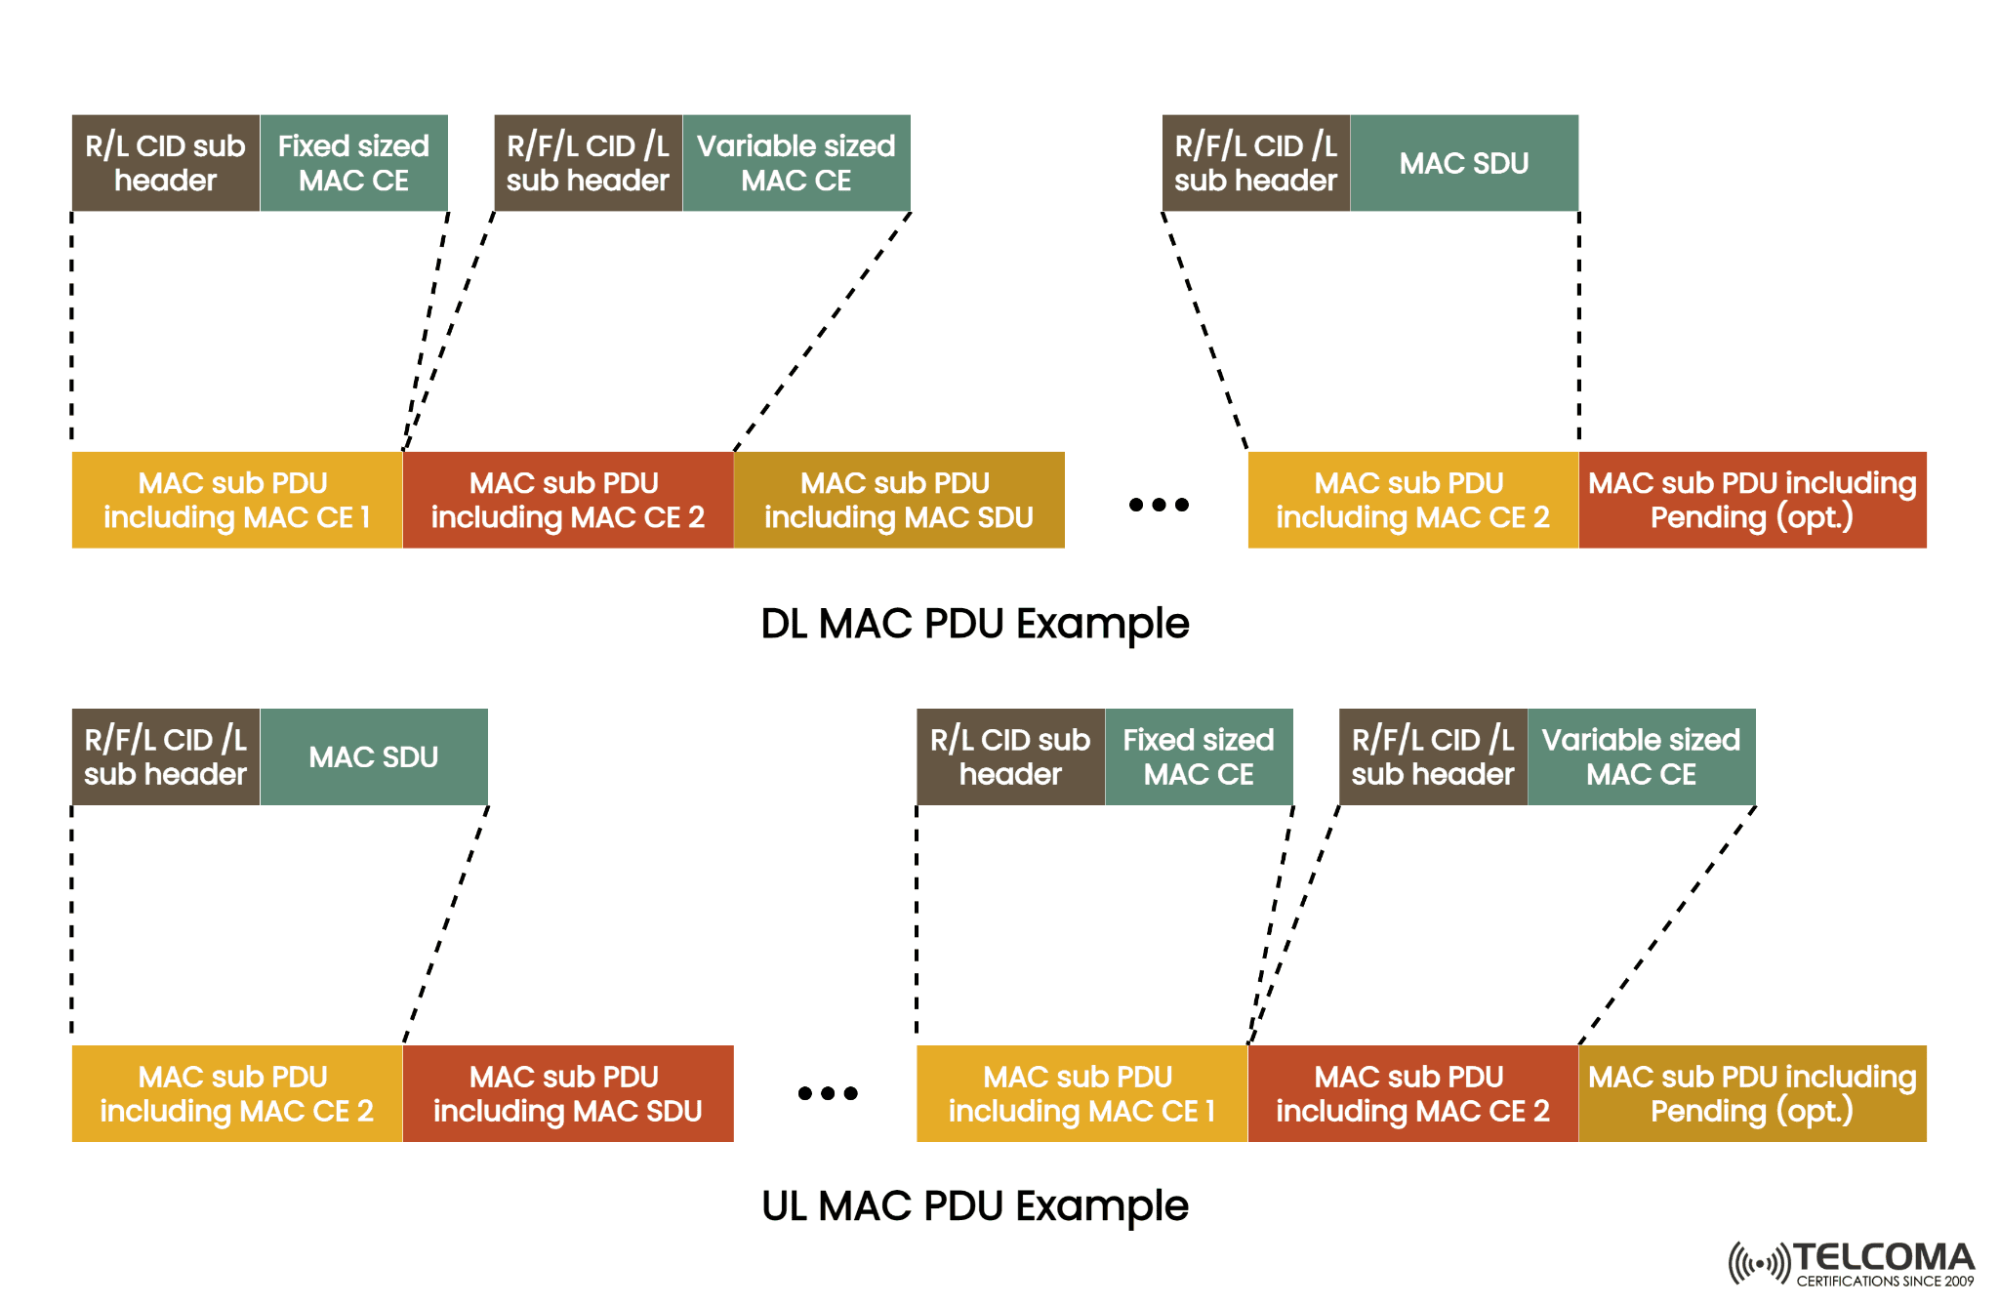 R/L CID sub
header
Fixed sized
MAC CE
R/F/L CID /L
sub header
Variable sized
MAC CE
R/F/L CID /L
sub header
MAC SDU
MAC sub PDU
including MAC CE 1
MAC sub PDU
including MAC CE 2
MAC sub PDU
including MAC SDU
MAC sub PDU
including MAC CE 2
MAC sub PDU including
Pending (opt.)
DL MAC PDU Example
R/F/L CID /L
sub header
MAC SDU
R/L CID sub
header
Fixed sized
MAC CE
R/F/L CID /L
sub header
Variable sized
MAC CE
MAC sub PDU
including MAC CE 2
MAC sub PDU
including MAC SDU
MAC sub PDU
including MAC CE 1
MAC sub PDU
including MAC CE 2
MAC sub PDU including
Pending (opt.)
UL MAC PDU Example
TELCOMA
CERTIFICATIONS SINCE 2009